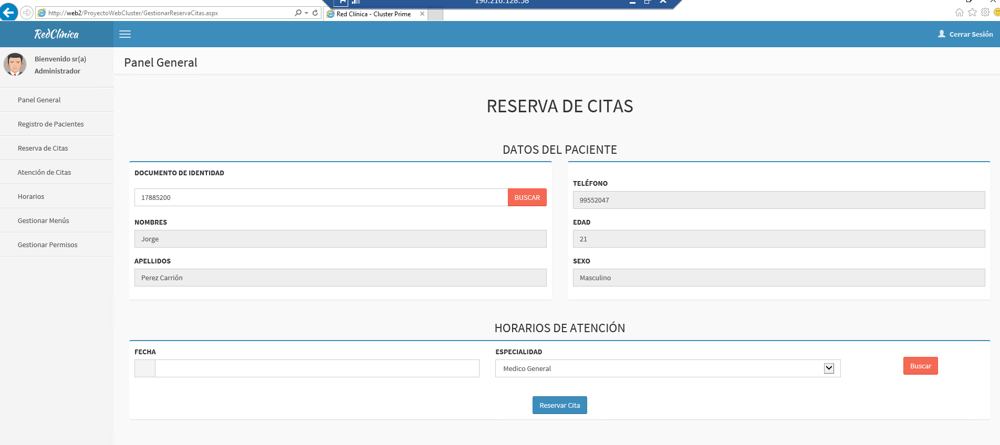 190.216.128.58
http://web2/ProyectoWebCluster/GestionarReservaCitas.aspx
Red Clínica - Cluster Prime
RedClínica
Cerrar Sesión
Bienvenido sr(a)
Administrador
Panel General
Registro de Pacientes
Reserva de Citas
Atención de Citas
Horarios
Gestionar Menús
Gestionar Permisos
Panel General
RESERVA DE CITAS
DATOS DEL PACIENTE
DOCUMENTO DE IDENTIDAD
17885200
BUSCAR
NOMBRES
Jorge
APELLIDOS
Perez Carrión
TELÉFONO
99552047
EDAD
21
SEXO
Masculino
HORARIOS DE ATENCIÓN
FECHA
ESPECIALIDAD
Medico General
Buscar
Reservar Cita